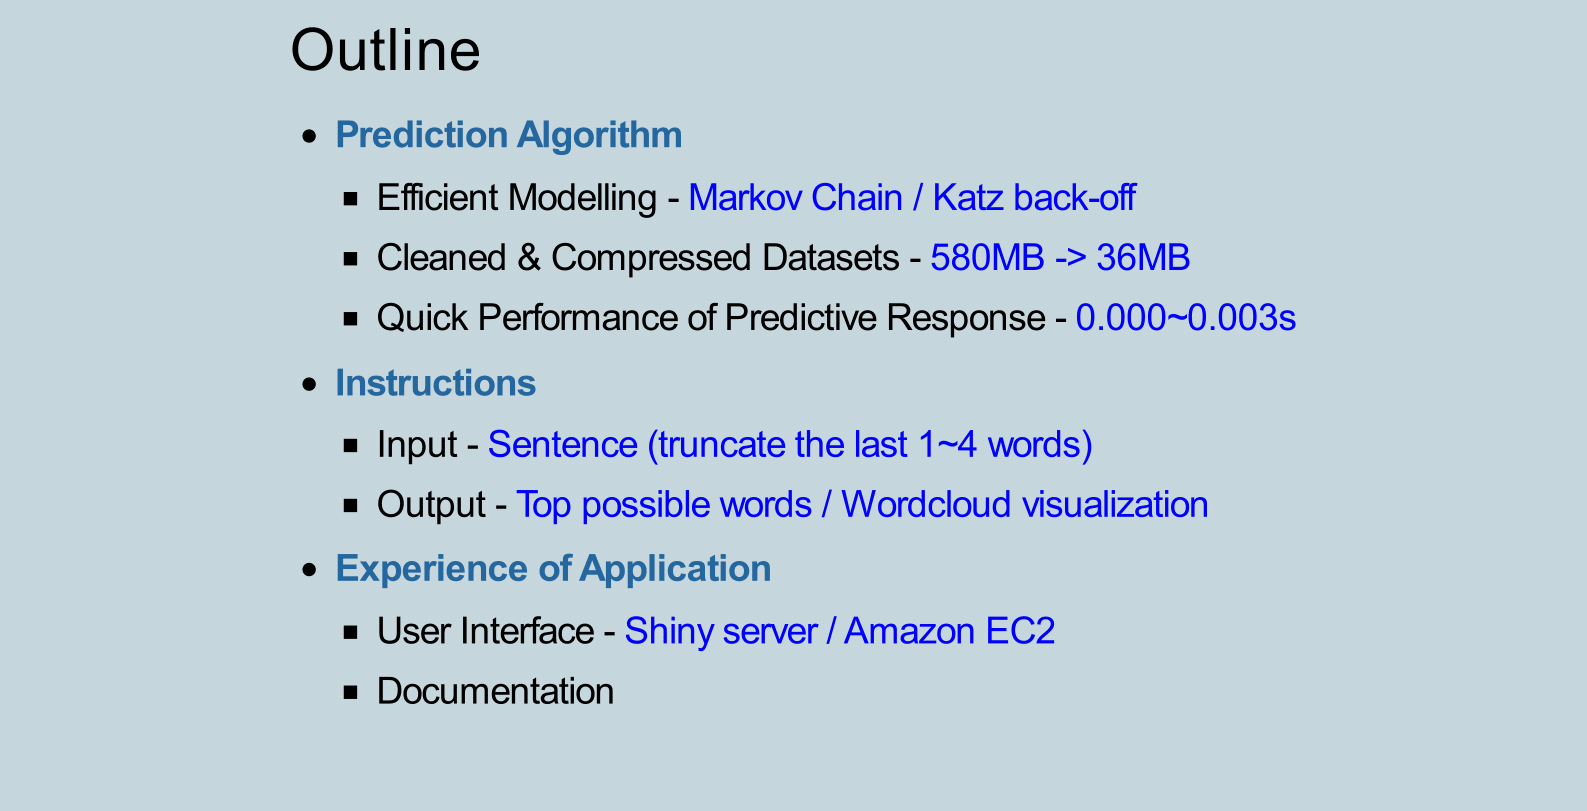 Outline
Prediction Algorithm
Efficient Modelling - Markov Chain / Katz back-off
Cleaned & Compressed Datasets - 580MB -> 36MB
Quick Performance of Predictive Response - 0.000~0.003s
Instructions
Input - Sentence (truncate the last 1~4 words)
Output - Top possible words / Wordcloud visualization
Experience of Application
User Interface - Shiny server / Amazon EC2
Documentation